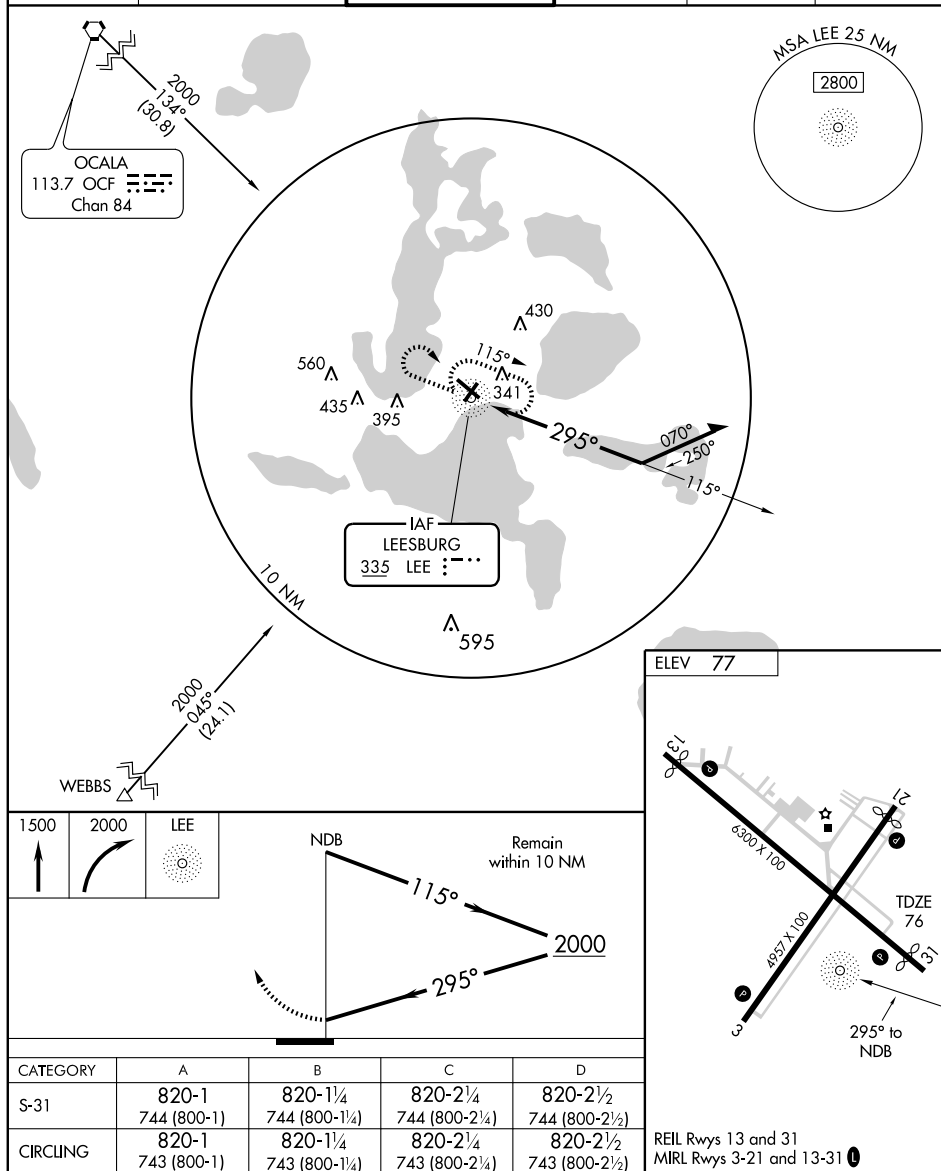 MSA LEE 25 NM
2800
2000
134°
(30.8)
OCALA
113.7 OCF
Chan 84
430
115°
560
435
395
341
295°
070°
250°
115°
IAF
LEESBURG
335 LEE
10 NM
595
2000
045°
(24.1)
WEBBS
ELEV 77
13
21
6300 X 100
4957 X 100
TDZE
76
31
3
P
P
P
P
295° to
NDB
REIL Rwys 13 and 31
MIRL Rwys 3-21 and 13-31 L
1500 2000 LEE
NDB
Remain
within 10 NM
115°
2000
295°
CATEGORY A B C D
S-31 820-1 820-1¼ 820-2¼ 820-2½
744 (800-1) 744 (800-1¼) 744 (800-2¼) 744 (800-2½)
CIRCLING 820-1 820-1¼ 820-2¼ 820-2½
743 (800-1) 743 (800-1¼) 743 (800-2¼) 743 (800-2½)